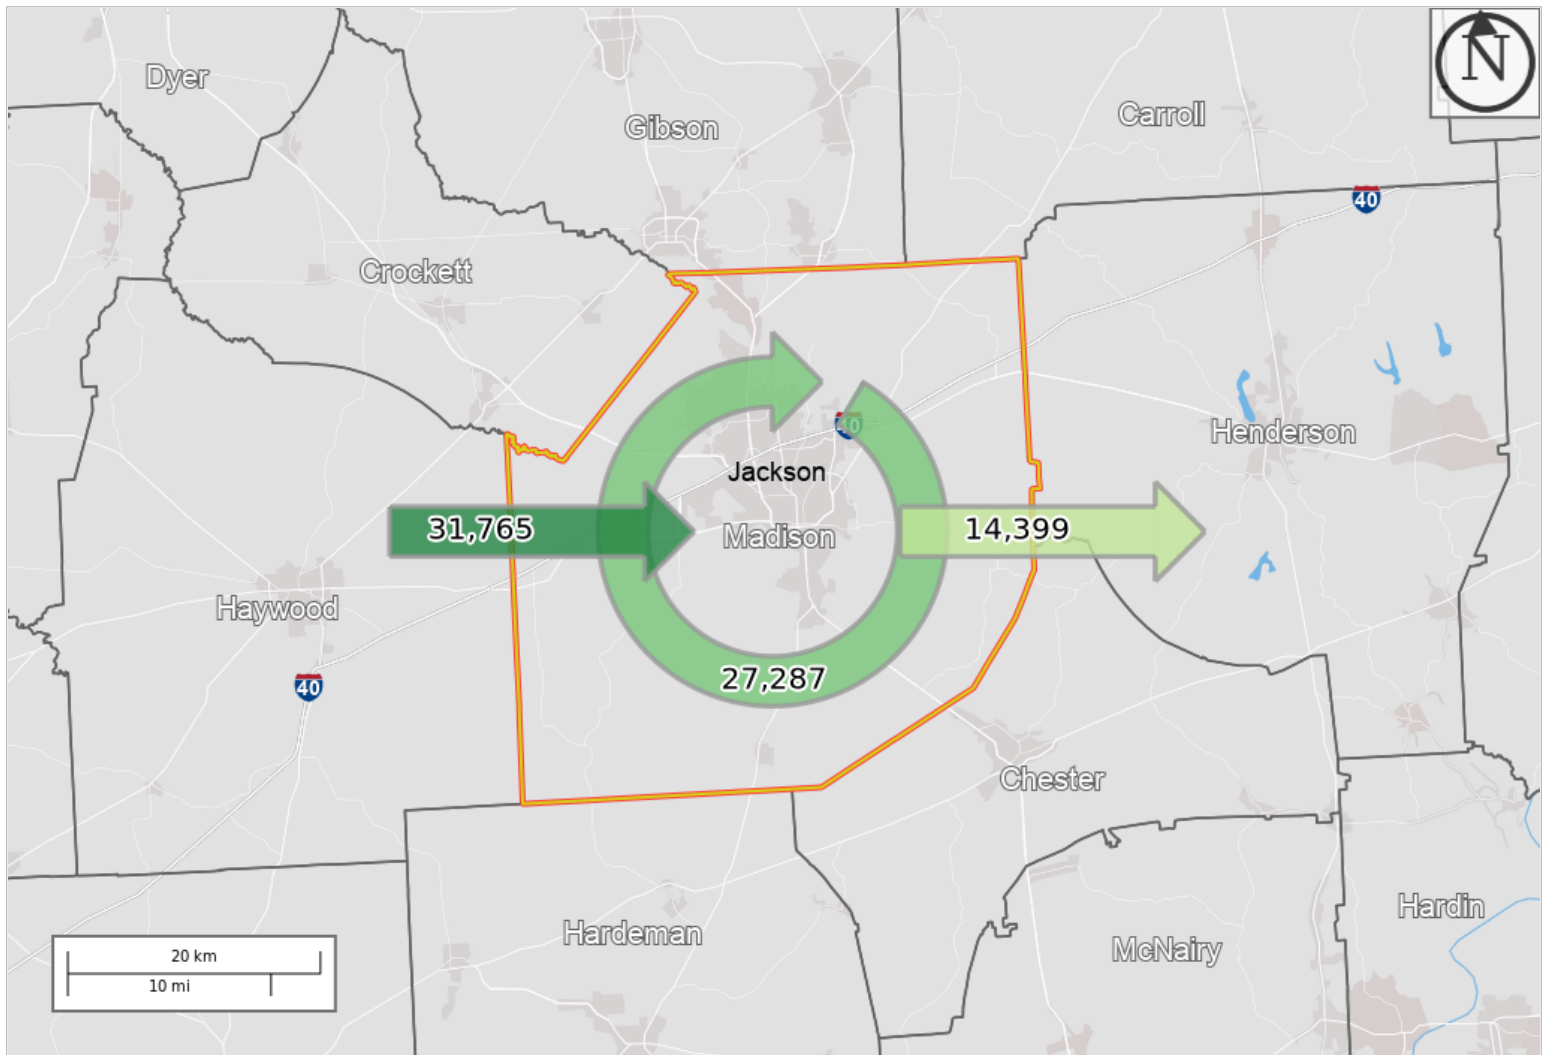 Dyer
N
Carroll
Gibson
40
Crockett
40
Henderson
Jackson
31,765
14,399
Madison
Haywood
27,287
40
Chester
Hardin
Hardeman
McNairy
20 km
10 mi